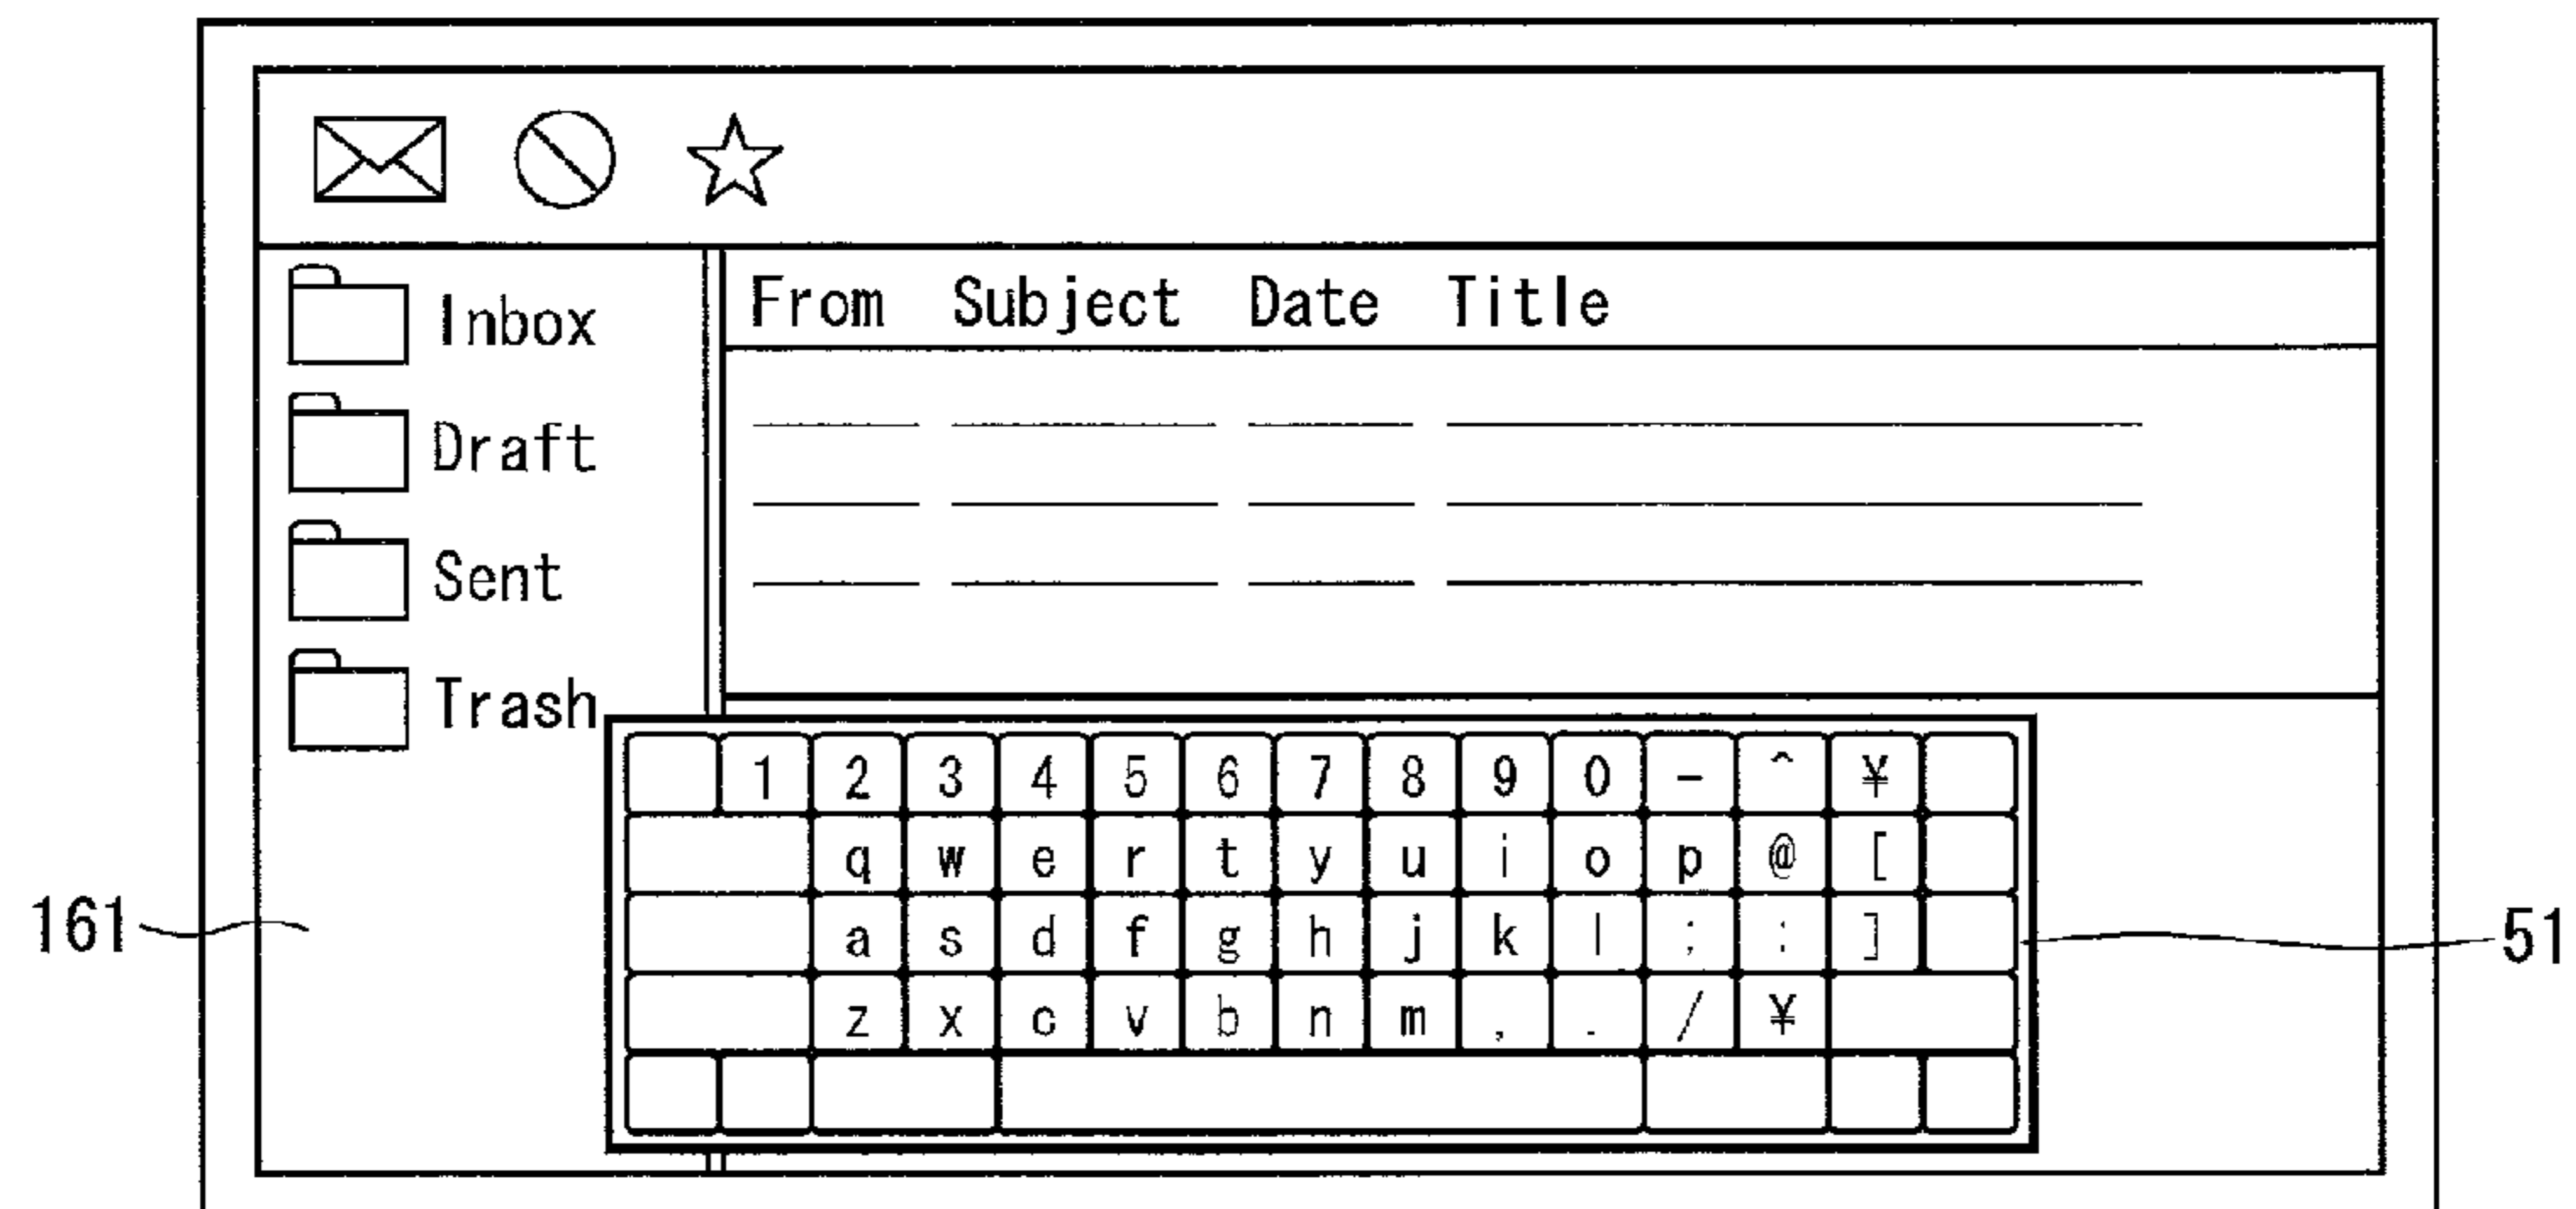 From Subject Date Title
Inbox
Draft
Sent
Trash
1 2 3 4 5 6 7 8 9 0 - ^ ¥
q w e r t y u i o p @ [
a s d f g h j k l ; : ]
z x c v b n m , . / ¥
161
51